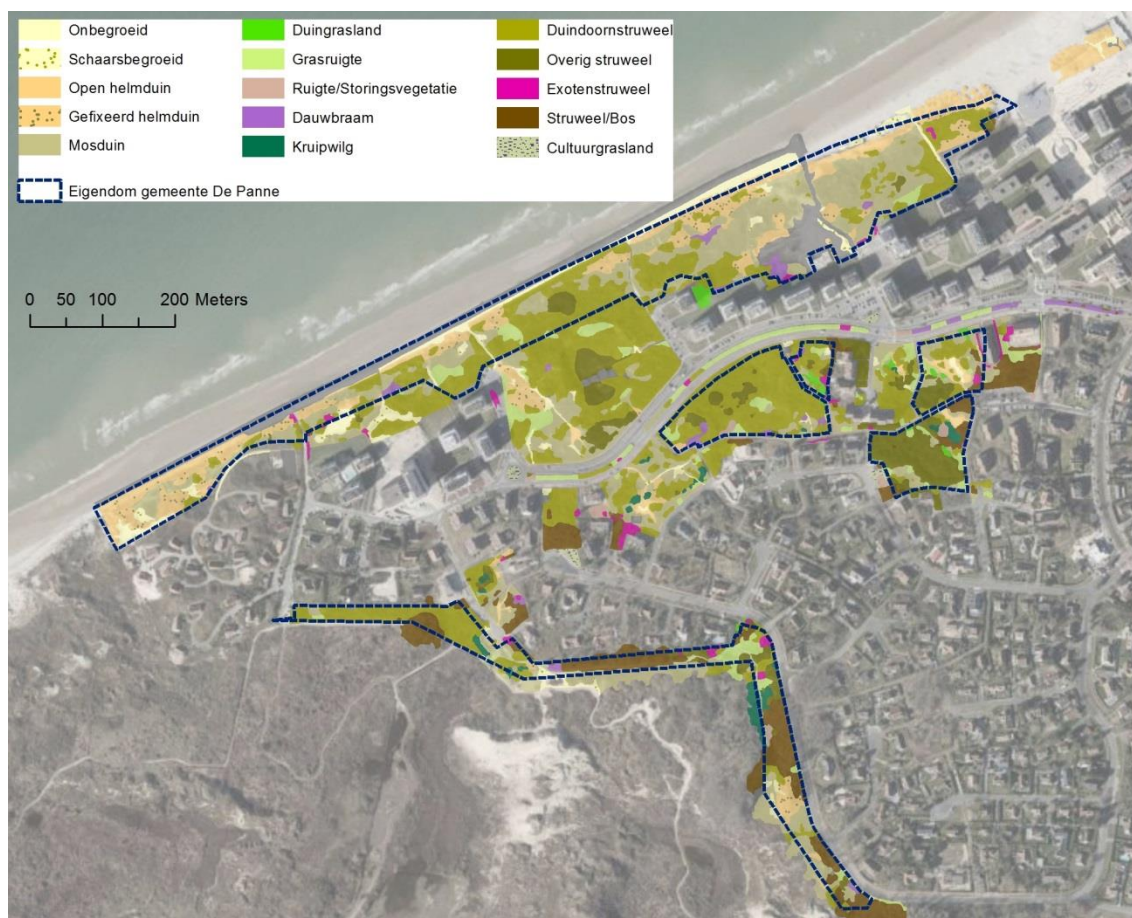 Onbegroeid
Schaarsbegroeid
Open helmduin
Gefixeerd helmduin
Mosduin
Duingrasland
Grasruigte
Ruigte/Storingsvegetatie
Dauwbraam
Kruipwilg
Duindoornstruweel
Overig struweel
Exotenstruweel
Struweel/Bos
Cultuurgrasland
Eigendom gemeente De Panne
0 50 100 200 Meters